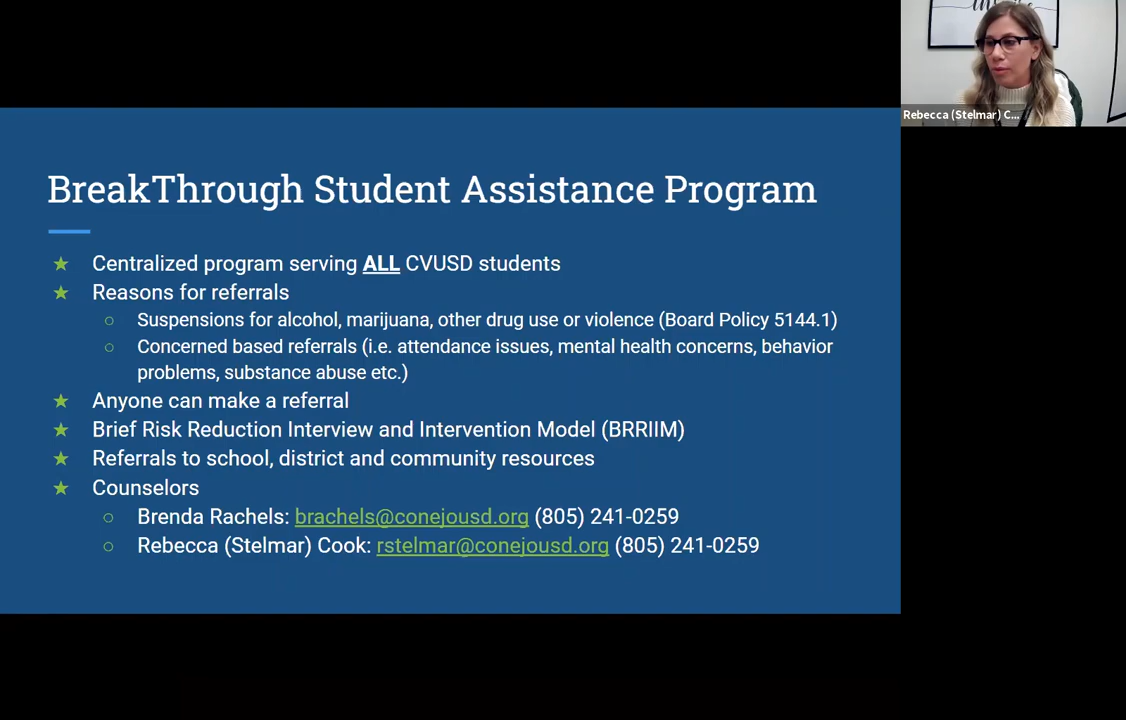 BreakThrough Student Assistance Program
Centralized program serving ALL CVUSD students
Reasons for referrals
Suspensions for alcohol, marijuana, other drug use or violence (Board Policy 5144.1)
Concerned based referrals (i.e. attendance issues, mental health concerns, behavior
problems, substance abuse etc.)
Anyone can make a referral
Brief Risk Reduction Interview and Intervention Model (BRRIIM)
Referrals to school, district and community resources
Counselors
Brenda Rachels: brachels@conejousd.org (805) 241-0259
Rebecca (Stelmar) Cook: rstelmar@conejousd.org (805) 241-0259
Rebecca (Stelmar) C...